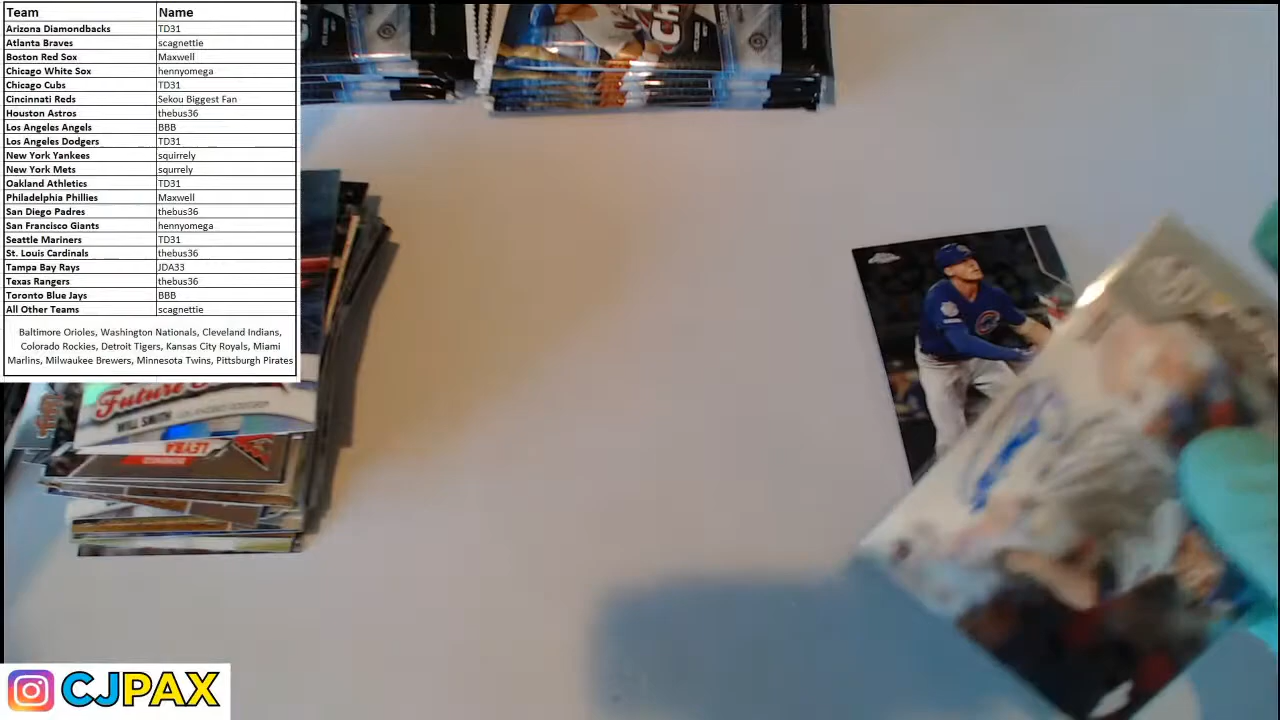 Team Name
Arizona Diamondbacks TD31
Atlanta Braves scagnettie
Boston Red Sox Maxwell
Chicago White Sox hennyomega
Chicago Cubs TD31
Cincinnati Reds Sekou Biggest Fan
Houston Astros thebus36
Los Angeles Angels BBB
Los Angeles Dodgers TD31
New York Yankees squirrely
New York Mets squrrely
Oakland Athletics TD31
Philadelphia Phillies Maxwell
San Diego Padres thebus36
San Francisco Giants hennyomega
Seattle Mariners TD31
St. Louis Cardinals thebus36
Tampa Bay Rays JDA33
Texas Rangers thebus36
Toronto Blue Jays BBB
All Other Teams scagnettie
Baltimore Orioles, Washington Nationals, Cleveland Indians,
Colorado Rockies, Detroit Tigers, Kansas City Royals, Miami
Marlins, Milwaukee Brewers, Minnesota Twins, Pittsburgh Pirates
Future
WILL SMITH
LEYBA
DOMINGO
CJPAX